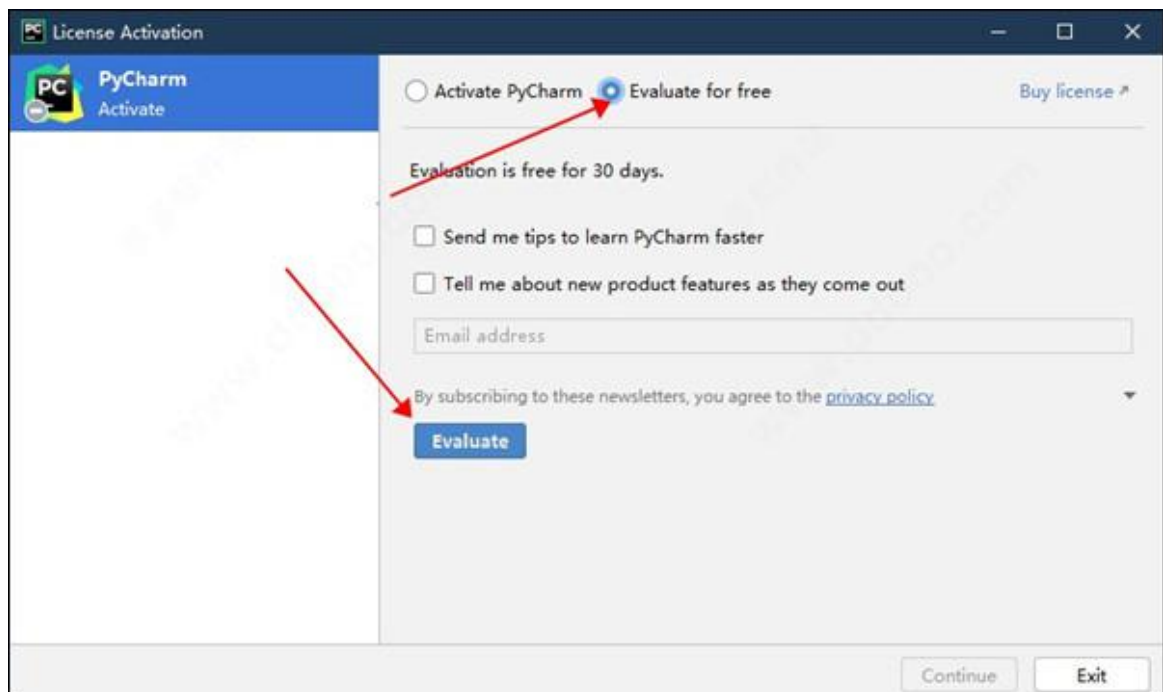 License Activation
PyCharm
Activate
Activate PyCharm
Evaluate for free
Buy license ↗
Evaluation is free for 30 days.
Send me tips to learn PyCharm faster
Tell me about new product features as they come out
Email address
By subscribing to these newsletters, you agree to the privacy policy
Evaluate
Continue
Exit